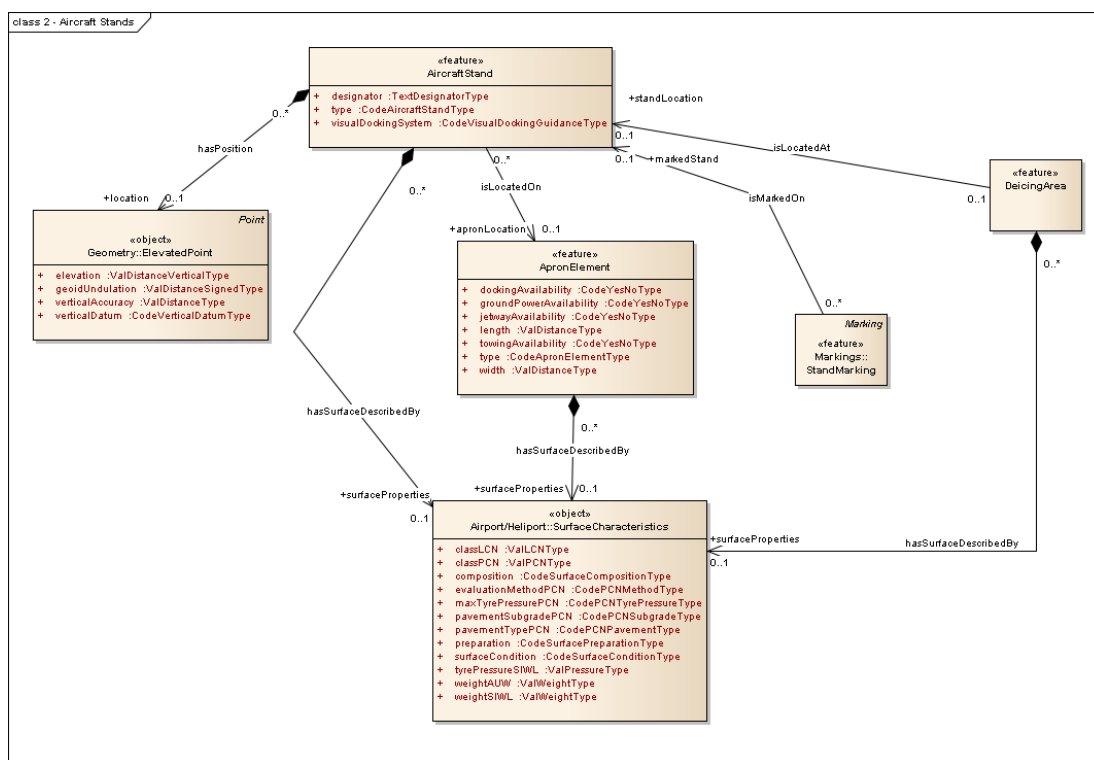 class 2 - Aircraft Stands
«feature»
AircraftStand
+ designator :TextDesignatorType
+ type :CodeAircraftStandType
+ visualDockingSystem :CodeVisualDockingGuidanceType
+standLocation
0..*
0..1
hasPosition
isLocatedAt
0..1
+markedStand
0..*
0..*
isLocatedOn
isMarkedOn
«feature»
DeicingArea
0..1
+location
0..1
+apronLocation
0..1
0..*
Point
«object»
Geometry::ElevatedPoint
+ elevation :ValDistanceVerticalType
+ geoidUndulation :ValDistanceSignedType
+ verticalAccuracy :ValDistanceType
+ verticalDatum :CodeVerticalDatumType
«feature»
ApronElement
+ dockingAvailability :CodeYesNoType
+ groundPowerAvailability :CodeYesNoType
+ jetwayAvailability :CodeYesNoType
+ length :ValDistanceType
+ towingAvailability :CodeYesNoType
+ type :CodeApronElementType
+ width :ValDistanceType
0..*
Marking
«feature»
Markings::
StandMarking
hasSurfaceDescribedBy
0..*
hasSurfaceDescribedBy
+surfaceProperties
0..1
+surfaceProperties
0..1
«object»
Airport/Heliport::SurfaceCharacteristics
+ classLCN :ValLCNType
+ classPCN :ValPCNType
+ composition :CodeSurfaceCompositionType
+ evaluationMethodPCN :CodePCNMethodType
+ maxTyrePressurePCN :CodePCNTyrePressureType
+ pavementSubgradePCN :CodePCNSubgradeType
+ pavementTypePCN :CodePCNPavementType
+ preparation :CodeSurfacePreparationType
+ surfaceCondition :CodeSurfaceConditionType
+ tyrePressureSIWL :ValPressureType
+ weightAUW :ValWeightType
+ weightSIWL :ValWeightType
+surfaceProperties
hasSurfaceDescribedBy
0..1